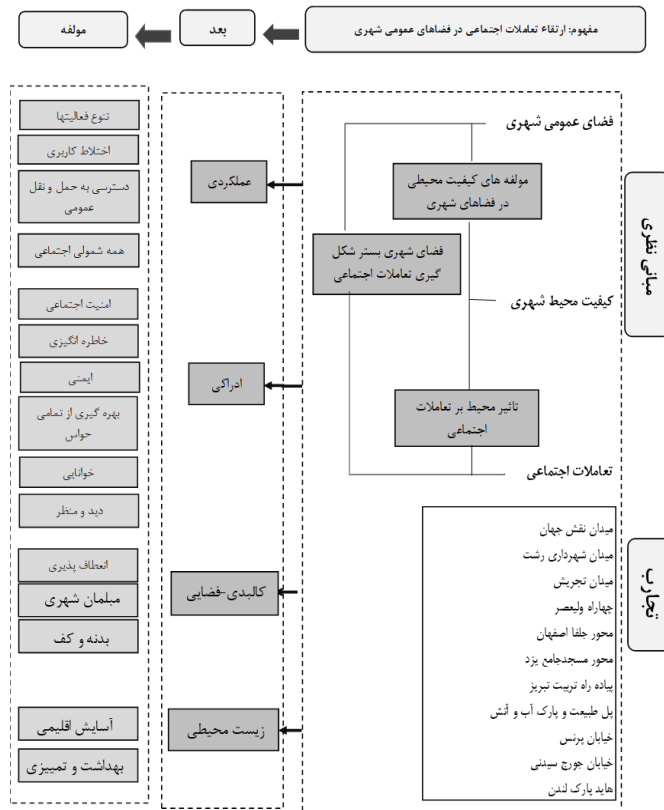 مفهوم: ارتقاء تعاملات اجتماعی در فضاهای عمومی شهری
بعد
مولفه
مبانی نظری
فضای عمومی شهری
مولفه های کیفیت محیطی
در فضاهای شهری
فضای شهری بستر شکل
گیری تعاملات اجتماعی
کیفیت محیط شهری
تاثیر محیط بر تعاملات
اجتماعی
تعاملات اجتماعی
تجارب
میدان نقش جهان
میدان شهرداری رشت
میدان تجریش
چهاراه ولیعصر
محور جلفا اصفهان
محور مسجدجامع یزد
پیاده راه تربیت تبریز
پل طبیعت و پارک آب و آتش
خیابان پرنس
خیابان جورج سیدنی
هاید پارک لندن
عملکردی
ادراکی
کالبدی-فضایی
زیست محیطی
تنوع فعالیتها
اختلاط کاربری
دسترسی به حمل و نقل
عمومی
همه شمولی اجتماعی
امنیت اجتماعی
خاطره انگیزی
ایمنی
بهره گیری از تمامی
حواس
خوانایی
دید و منظر
انعطاف پذیری
مبلمان شهری
بدنه و کف
آسایش اقلیمی
بهداشت و تمییزی